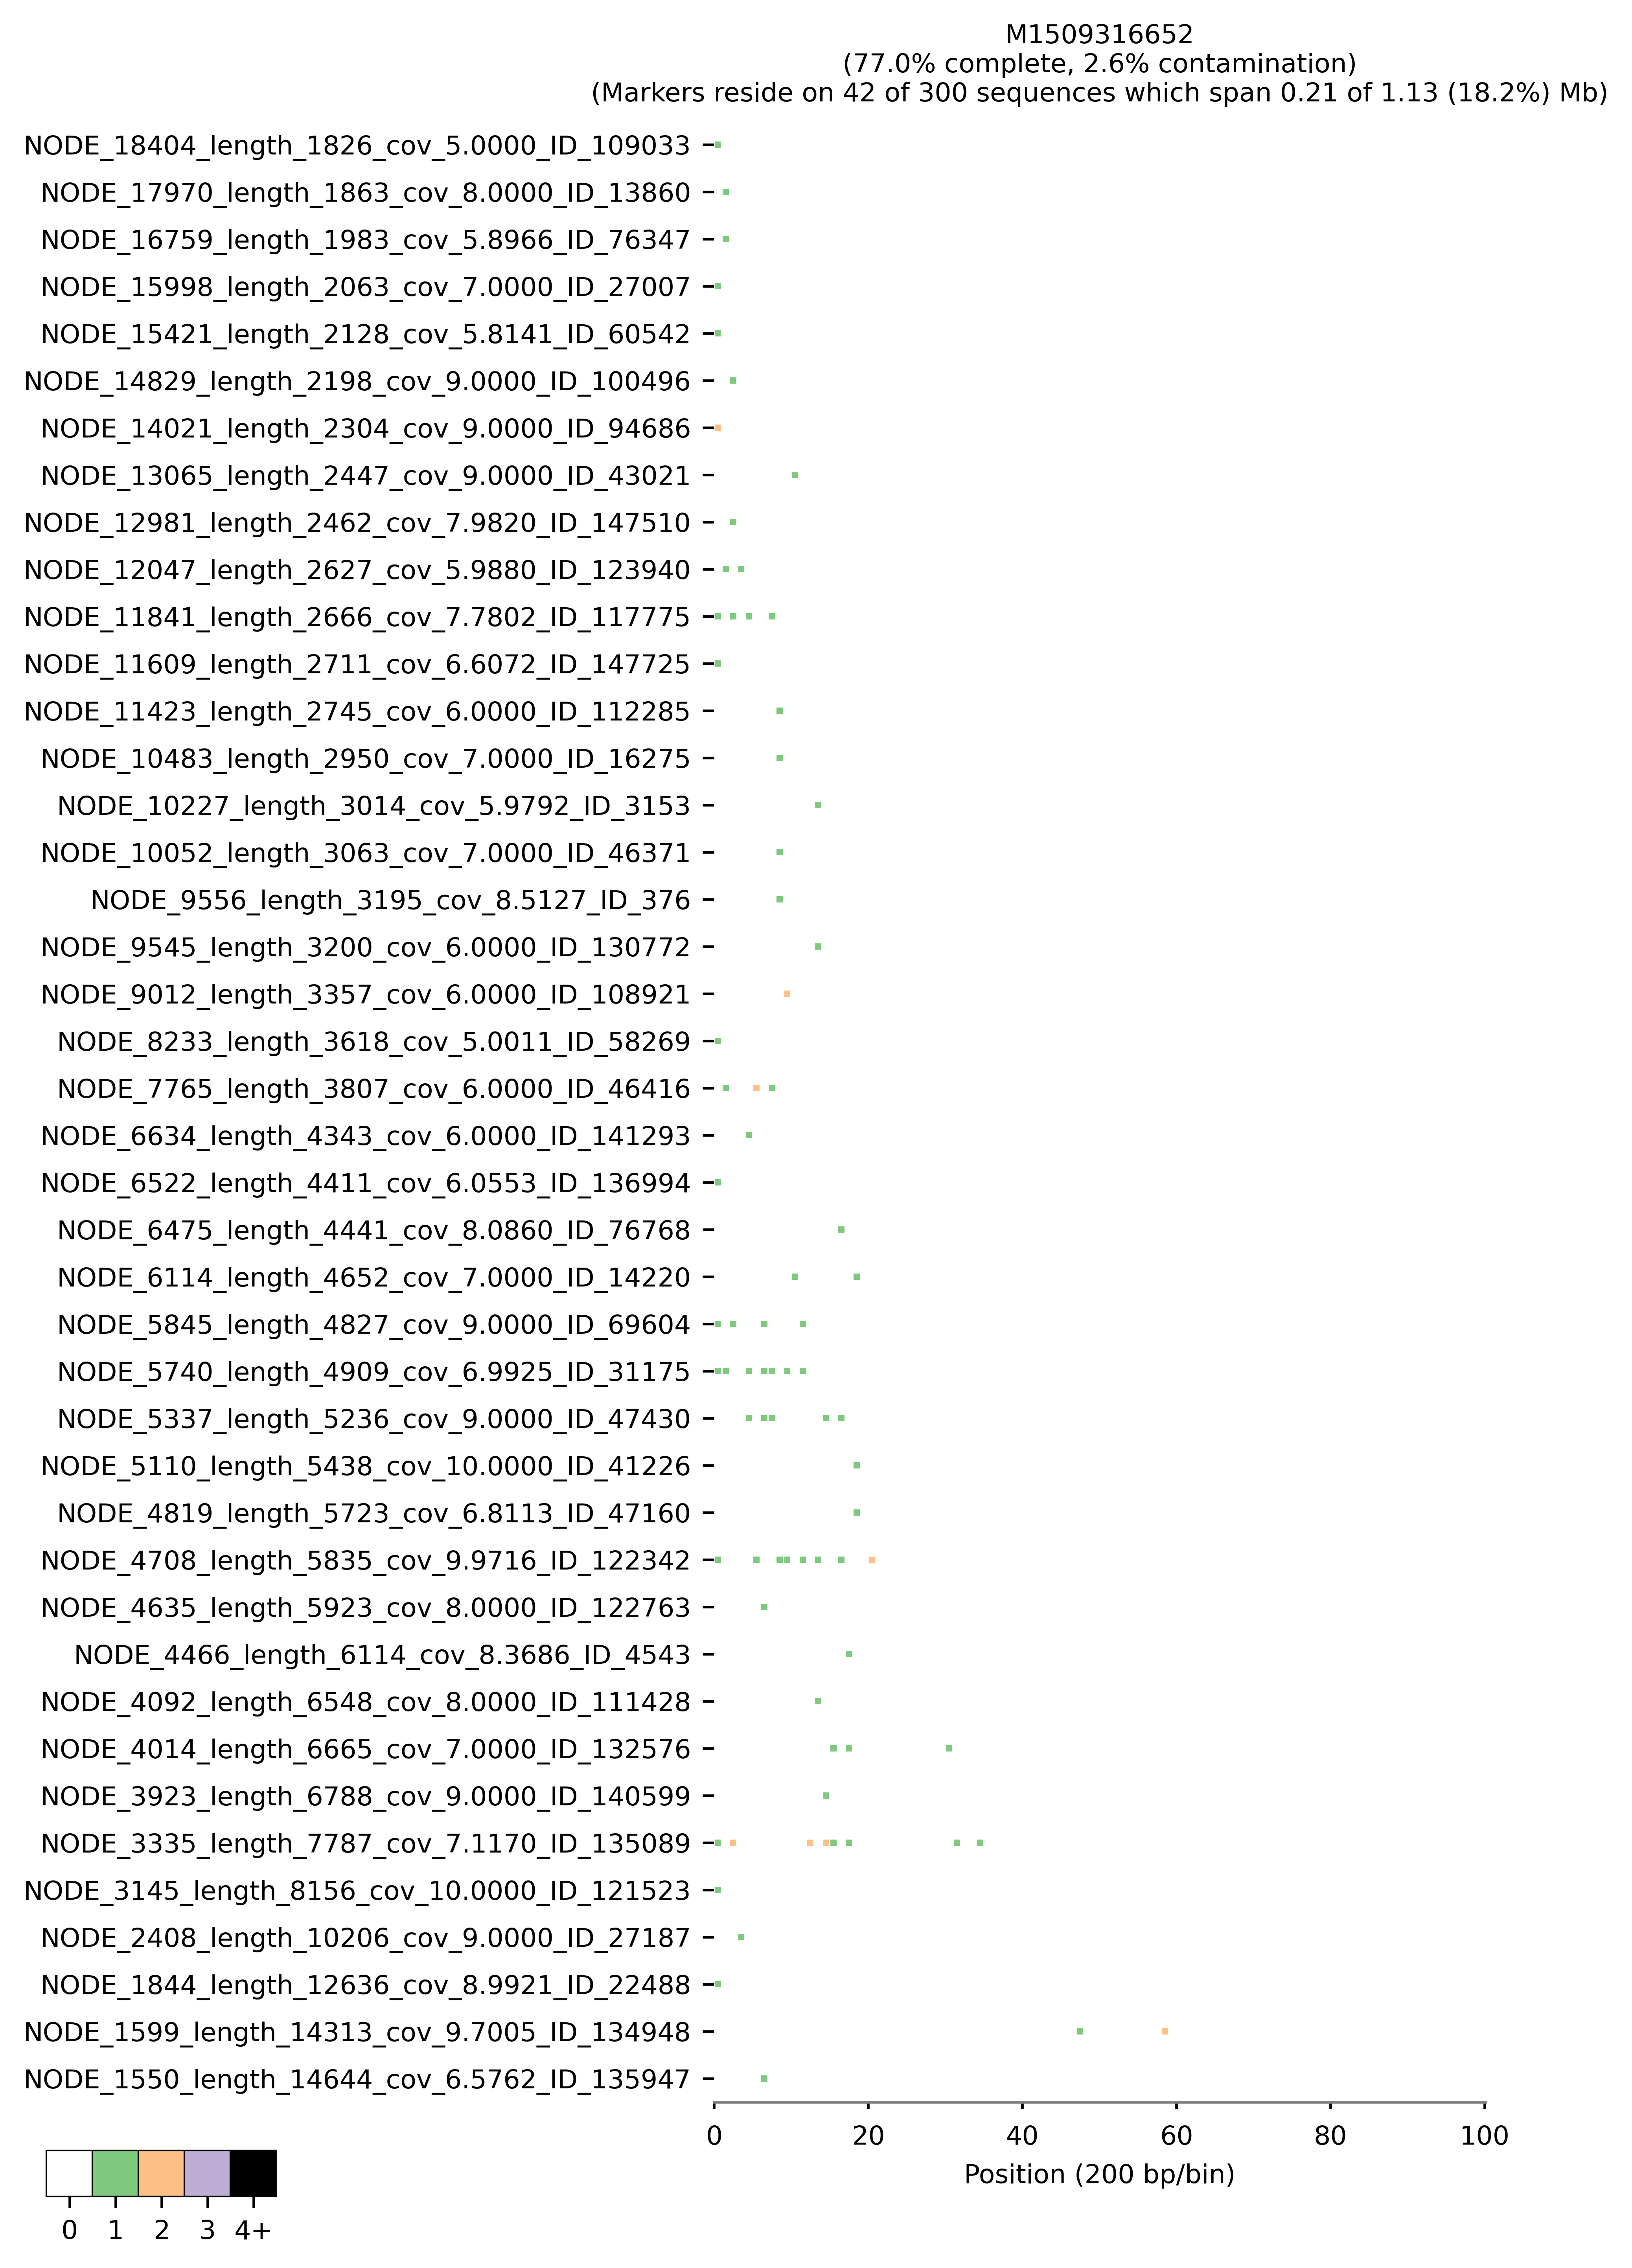 M1509316652
(77.0% complete, 2.6% contamination)
(Markers reside on 42 of 300 sequences which span 0.21 of 1.13 (18.2%) Mb)
NODE_18404_length_1826_cov_5.0000_ID_109033
NODE_17970_length_1863_cov_8.0000_ID_13860
NODE_16759_length_1983_cov_5.8966_ID_76347
NODE_15998_length_2063_cov_7.0000_ID_27007
NODE_15421_length_2128_cov_5.8141_ID_60542
NODE_14829_length_2198_cov_9.0000_ID_100496
NODE_14021_length_2304_cov_9.0000_ID_94686
NODE_13065_length_2447_cov_9.0000_ID_43021
NODE_12981_length_2462_cov_7.9820_ID_147510
NODE_12047_length_2627_cov_5.9880_ID_123940
NODE_11841_length_2666_cov_7.7802_ID_117775
NODE_11609_length_2711_cov_6.6072_ID_147725
NODE_11423_length_2745_cov_6.0000_ID_112285
NODE_10483_length_2950_cov_7.0000_ID_16275
NODE_10227_length_3014_cov_5.9792_ID_3153
NODE_10052_length_3063_cov_7.0000_ID_46371
NODE_9556_length_3195_cov_8.5127_ID_376
NODE_9545_length_3200_cov_6.0000_ID_130772
NODE_9012_length_3357_cov_6.0000_ID_108921
NODE_8233_length_3618_cov_5.0011_ID_58269
NODE_7765_length_3807_cov_6.0000_ID_46416
NODE_6634_length_4343_cov_6.0000_ID_141293
NODE_6522_length_4411_cov_6.0553_ID_136994
NODE_6475_length_4441_cov_8.0860_ID_76768
NODE_6114_length_4652_cov_7.0000_ID_14220
NODE_5845_length_4827_cov_9.0000_ID_69604
NODE_5740_length_4909_cov_6.9925_ID_31175
NODE_5337_length_5236_cov_9.0000_ID_47430
NODE_5110_length_5438_cov_10.0000_ID_41226
NODE_4819_length_5723_cov_6.8113_ID_47160
NODE_4708_length_5835_cov_9.9716_ID_122342
NODE_4635_length_5923_cov_8.0000_ID_122763
NODE_4466_length_6114_cov_8.3686_ID_4543
NODE_4092_length_6548_cov_8.0000_ID_111428
NODE_4014_length_6665_cov_7.0000_ID_132576
NODE_3923_length_6788_cov_9.0000_ID_140599
NODE_3335_length_7787_cov_7.1170_ID_135089
NODE_3145_length_8156_cov_10.0000_ID_121523
NODE_2408_length_10206_cov_9.0000_ID_27187
NODE_1844_length_12636_cov_8.9921_ID_22488
NODE_1599_length_14313_cov_9.7005_ID_134948
NODE_1550_length_14644_cov_6.5762_ID_135947
0 20 40 60 80 100
Position (200 bp/bin)
0 1 2 3 4+